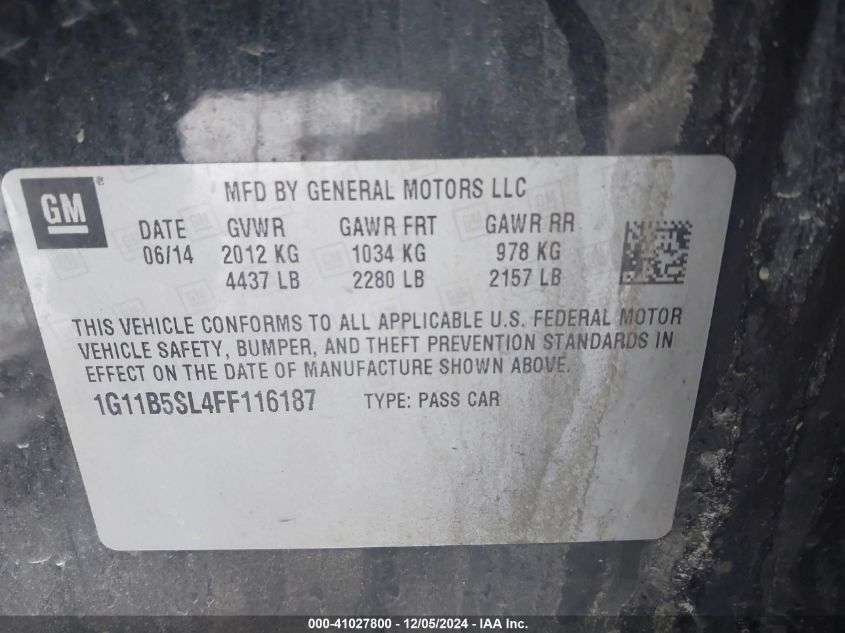 GM ®
MFD BY GENERAL MOTORS LLC
DATE GVWR GAWR FRT GAWR RR
06/14 2012 KG 1034 KG 978 KG
4437 LB 2280 LB 2157 LB
THIS VEHICLE CONFORMS TO ALL APPLICABLE U.S. FEDERAL MOTOR
VEHICLE SAFETY, BUMPER, AND THEFT PREVENTION STANDARDS IN
EFFECT ON THE DATE OF MANUFACTURE SHOWN ABOVE.
1G11B5SL4FF116187 TYPE: PASS CAR
000-41027800 - 12/05/2024 - IAA Inc.